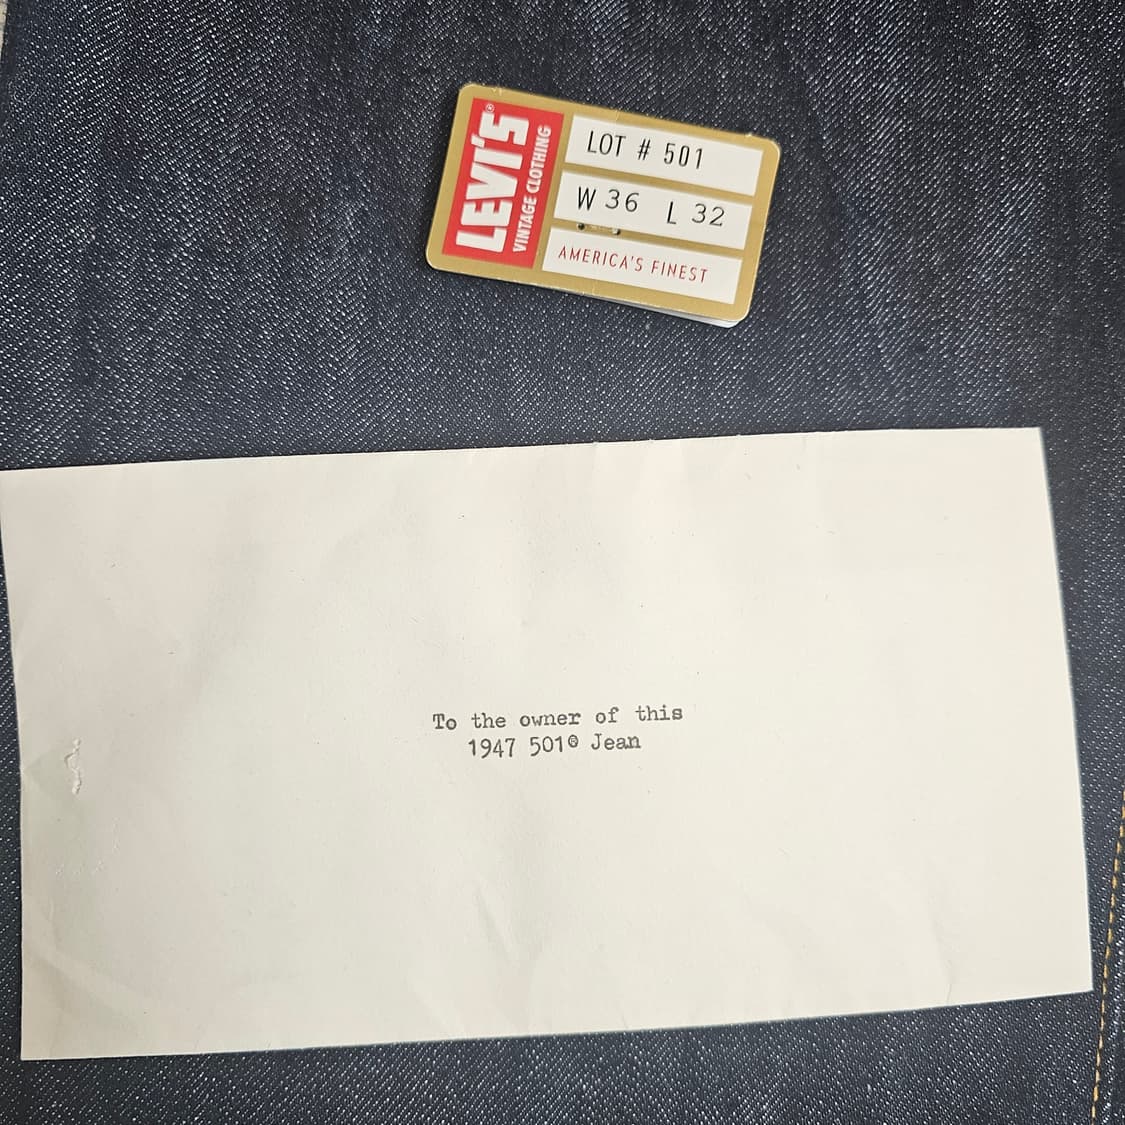 LEVI'S®
VINTAGE CLOTHING
LOT # 501
W 36 L 32
AMERICA'S FINEST
To the owner of this
1947 501® Jean